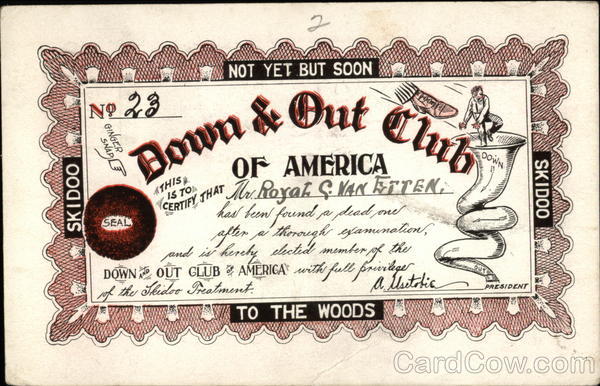 2
NOT YET BUT SOON
No 23
GINGER SNAP
Down & Out Club
OF AMERICA
THIS IS TO CERTIFY THAT
Mr. Royal G. VAN ETTEN.
has been found a dead one
after a thorough examination,
and is hereby elected member of the
DOWN AND OUT CLUB OF AMERICA with full privilege
of the Skidoo Treatment.
PRESIDENT
SEAL
DOWN
OUT
SKIDOO
SKIDOO
TO THE WOODS
CardCow.com